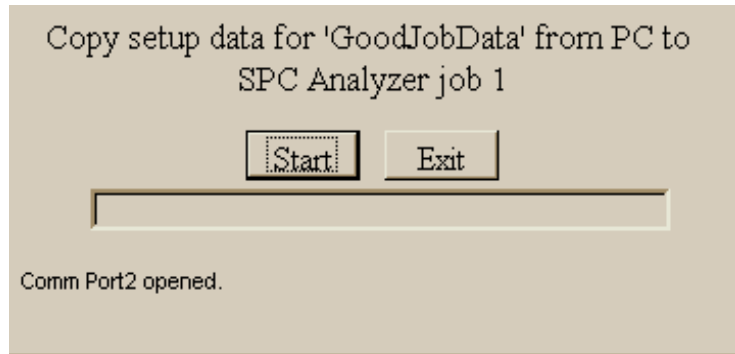 Copy setup data for 'GoodJobData' from PC to
SPC Analyzer job 1
Start Exit
Comm Port2 opened.